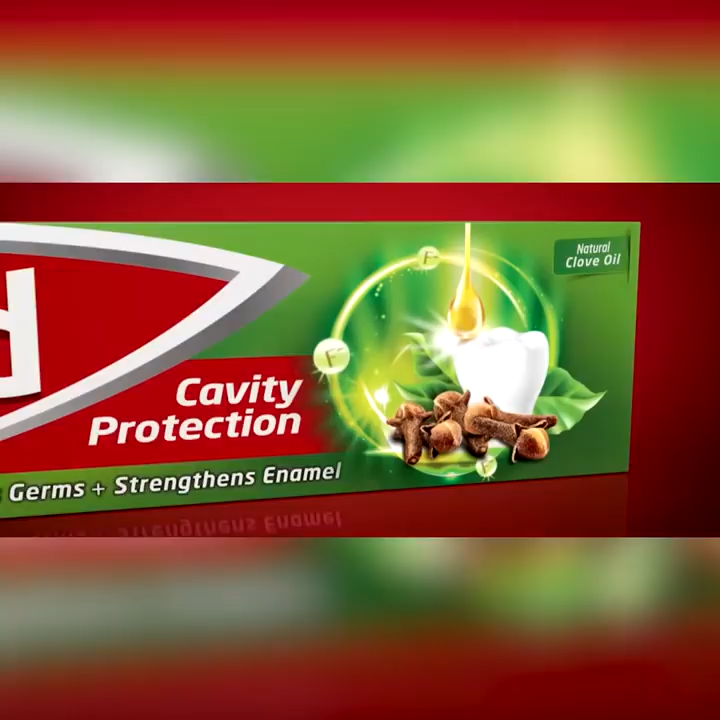 d
Natural
Clove Oil
F
F
F
Cavity
Protection
Germs + Strengthens Enamel